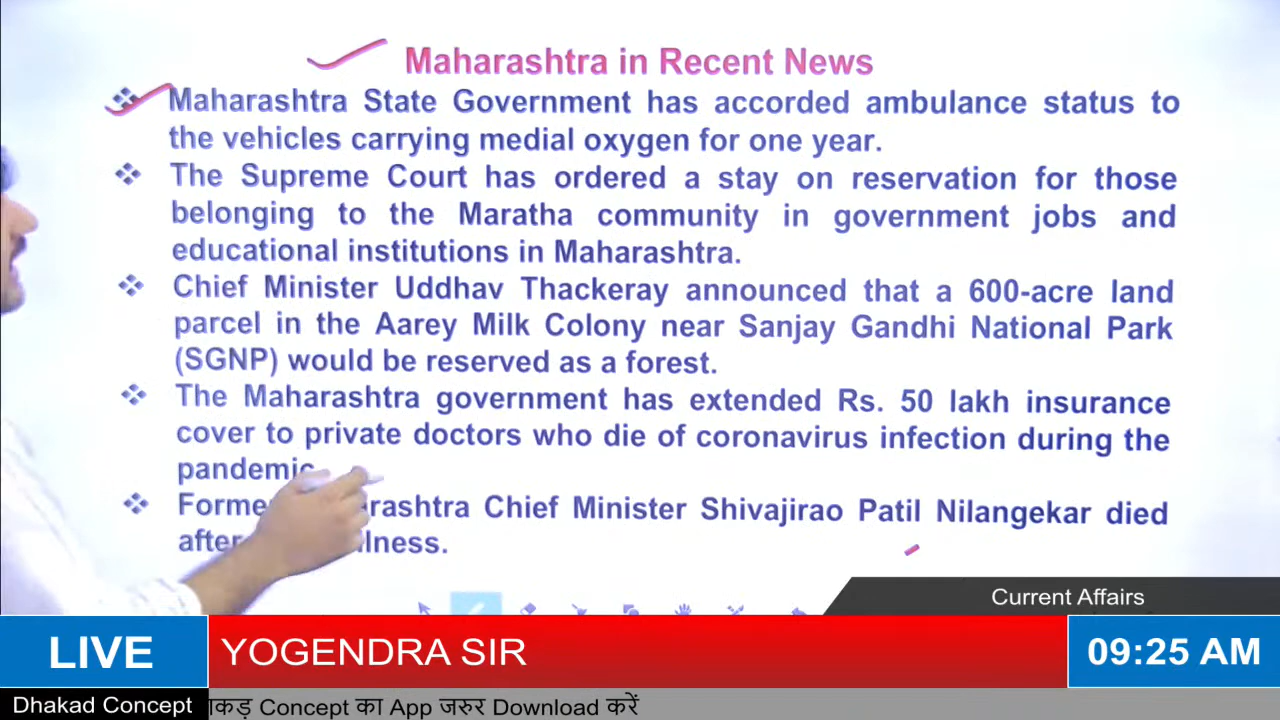 Maharashtra in Recent News
❖ Maharashtra State Government has accorded ambulance status to
the vehicles carrying medial oxygen for one year.
❖ The Supreme Court has ordered a stay on reservation for those
belonging to the Maratha community in government jobs and
educational institutions in Maharashtra.
❖ Chief Minister Uddhav Thackeray announced that a 600-acre land
parcel in the Aarey Milk Colony near Sanjay Gandhi National Park
(SGNP) would be reserved as a forest.
❖ The Maharashtra government has extended Rs. 50 lakh insurance
cover to private doctors who die of coronavirus infection during the
pandemic
❖ Chief Minister Shivajirao Patil Nilangekar died
after
Current Affairs
LIVE
YOGENDRA SIR
09:25 AM
Dhakad Concept
Concept का App जरुर Download करें